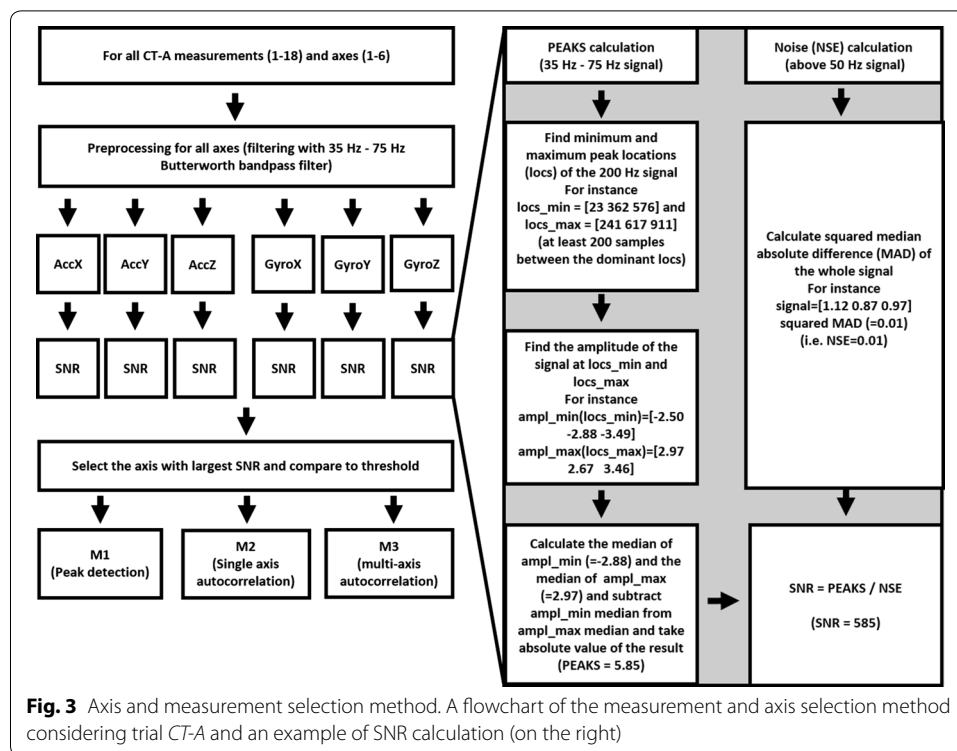 For all CT-A measurements (1-18) and axes (1-6)
Preprocessing for all axes (filtering with 35 Hz - 75 Hz
Butterworth bandpass filter)
AccX
AccY
AccZ
GyroX
GyroY
GyroZ
SNR
SNR
SNR
SNR
SNR
SNR
Select the axis with largest SNR and compare to threshold
M1
(Peak detection)
M2
(Single axis
autocorrelation)
M3
(multi-axis
autocorrelation)
PEAKS calculation
(35 Hz - 75 Hz signal)
Find minimum and
maximum peak locations
(locs) of the 200 Hz signal
For instance
locs_min = [23 362 576] and
locs_max = [241 617 911]
(at least 200 samples
between the dominant locs)
Find the amplitude of the
signal at locs_min and
locs_max
For instance
ampl_min(locs_min)=[-2.50
-2.88 -3.49]
ampl_max(locs_max)=[2.97
2.67 3.46]
Calculate the median of
ampl_min (=-2.88) and the
median of ampl_max
(=2.97) and subtract
ampl_min median from
ampl_max median and take
absolute value of the result
(PEAKS = 5.85)
Noise (NSE) calculation
(above 50 Hz signal)
Calculate squared median
absolute difference (MAD) of
the whole signal
For instance
signal=[1.12 0.87 0.97]
squared MAD (=0.01)
(i.e. NSE=0.01)
SNR = PEAKS / NSE
(SNR = 585)
Fig. 3 Axis and measurement selection method. A flowchart of the measurement and axis selection method
considering trial CT-A and an example of SNR calculation (on the right)